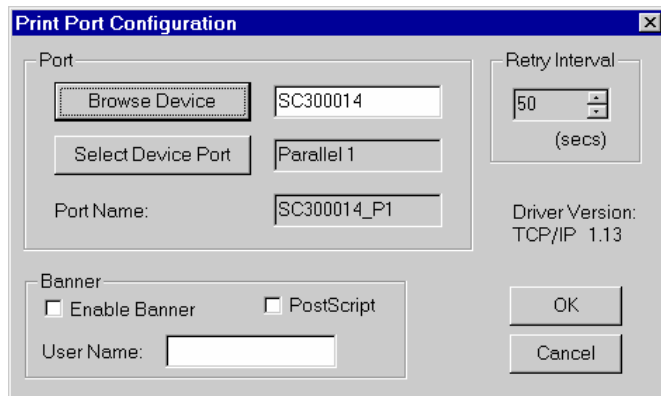 Print Port Configuration
Port
Browse Device
SC300014
Select Device Port
Parallel 1
Port Name:
SC300014_P1
Retry Interval
50
(secs)
Driver Version:
TCP/IP 1.13
Banner
Enable Banner
PostScript
User Name:
OK
Cancel